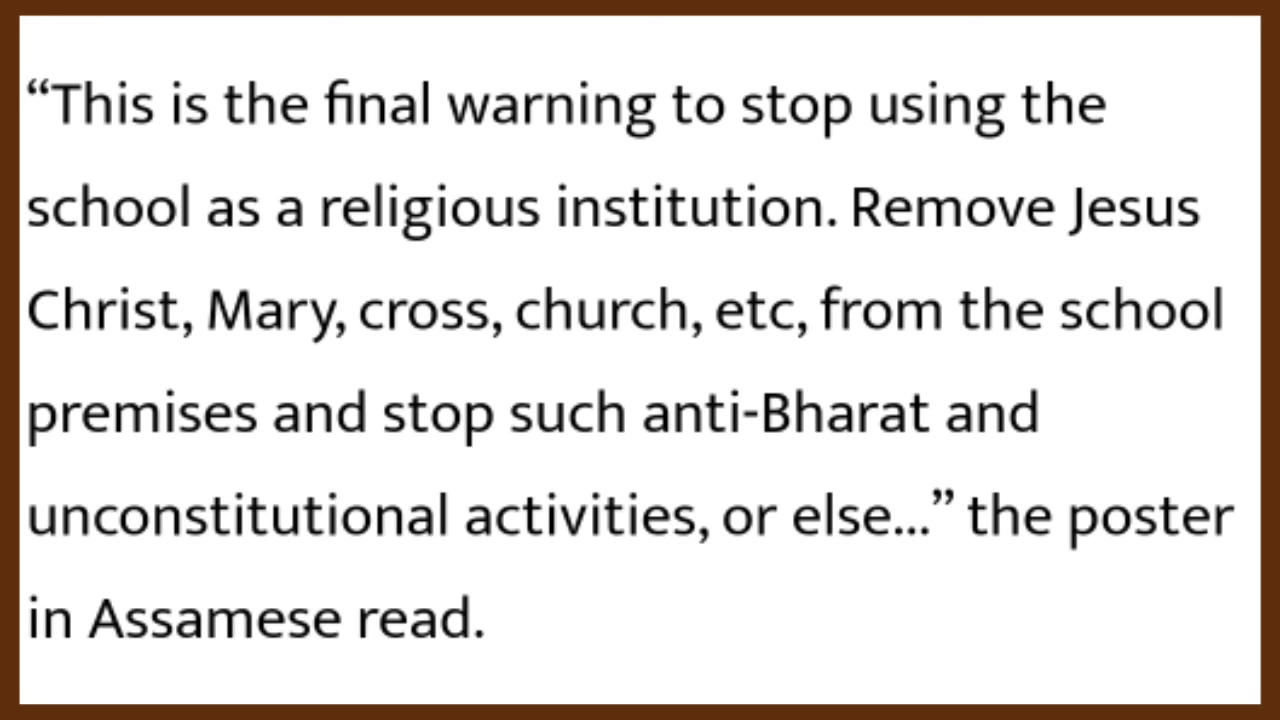 “This is the final warning to stop using the
school as a religious institution. Remove Jesus
Christ, Mary, cross, church, etc, from the school
premises and stop such anti-Bharat and
unconstitutional activities, or else...” the poster
in Assamese read.